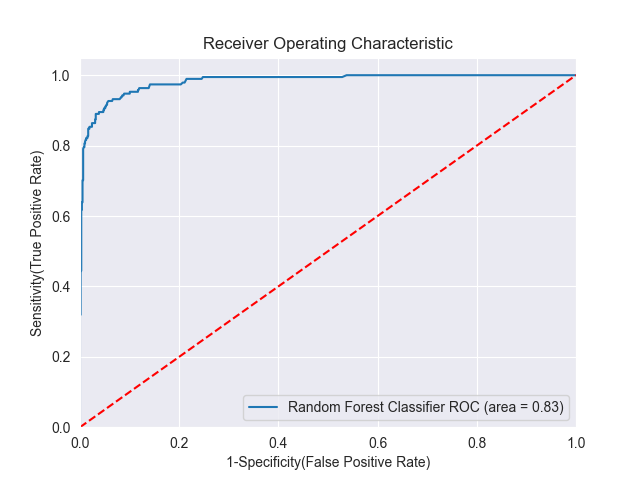 Receiver Operating Characteristic
Sensitivity(True Positive Rate)
1.0
0.8
0.6
0.4
0.2
0.0
Random Forest Classifier ROC (area = 0.83)
0.0 0.2 0.4 0.6 0.8 1.0
1-Specificity(False Positive Rate)